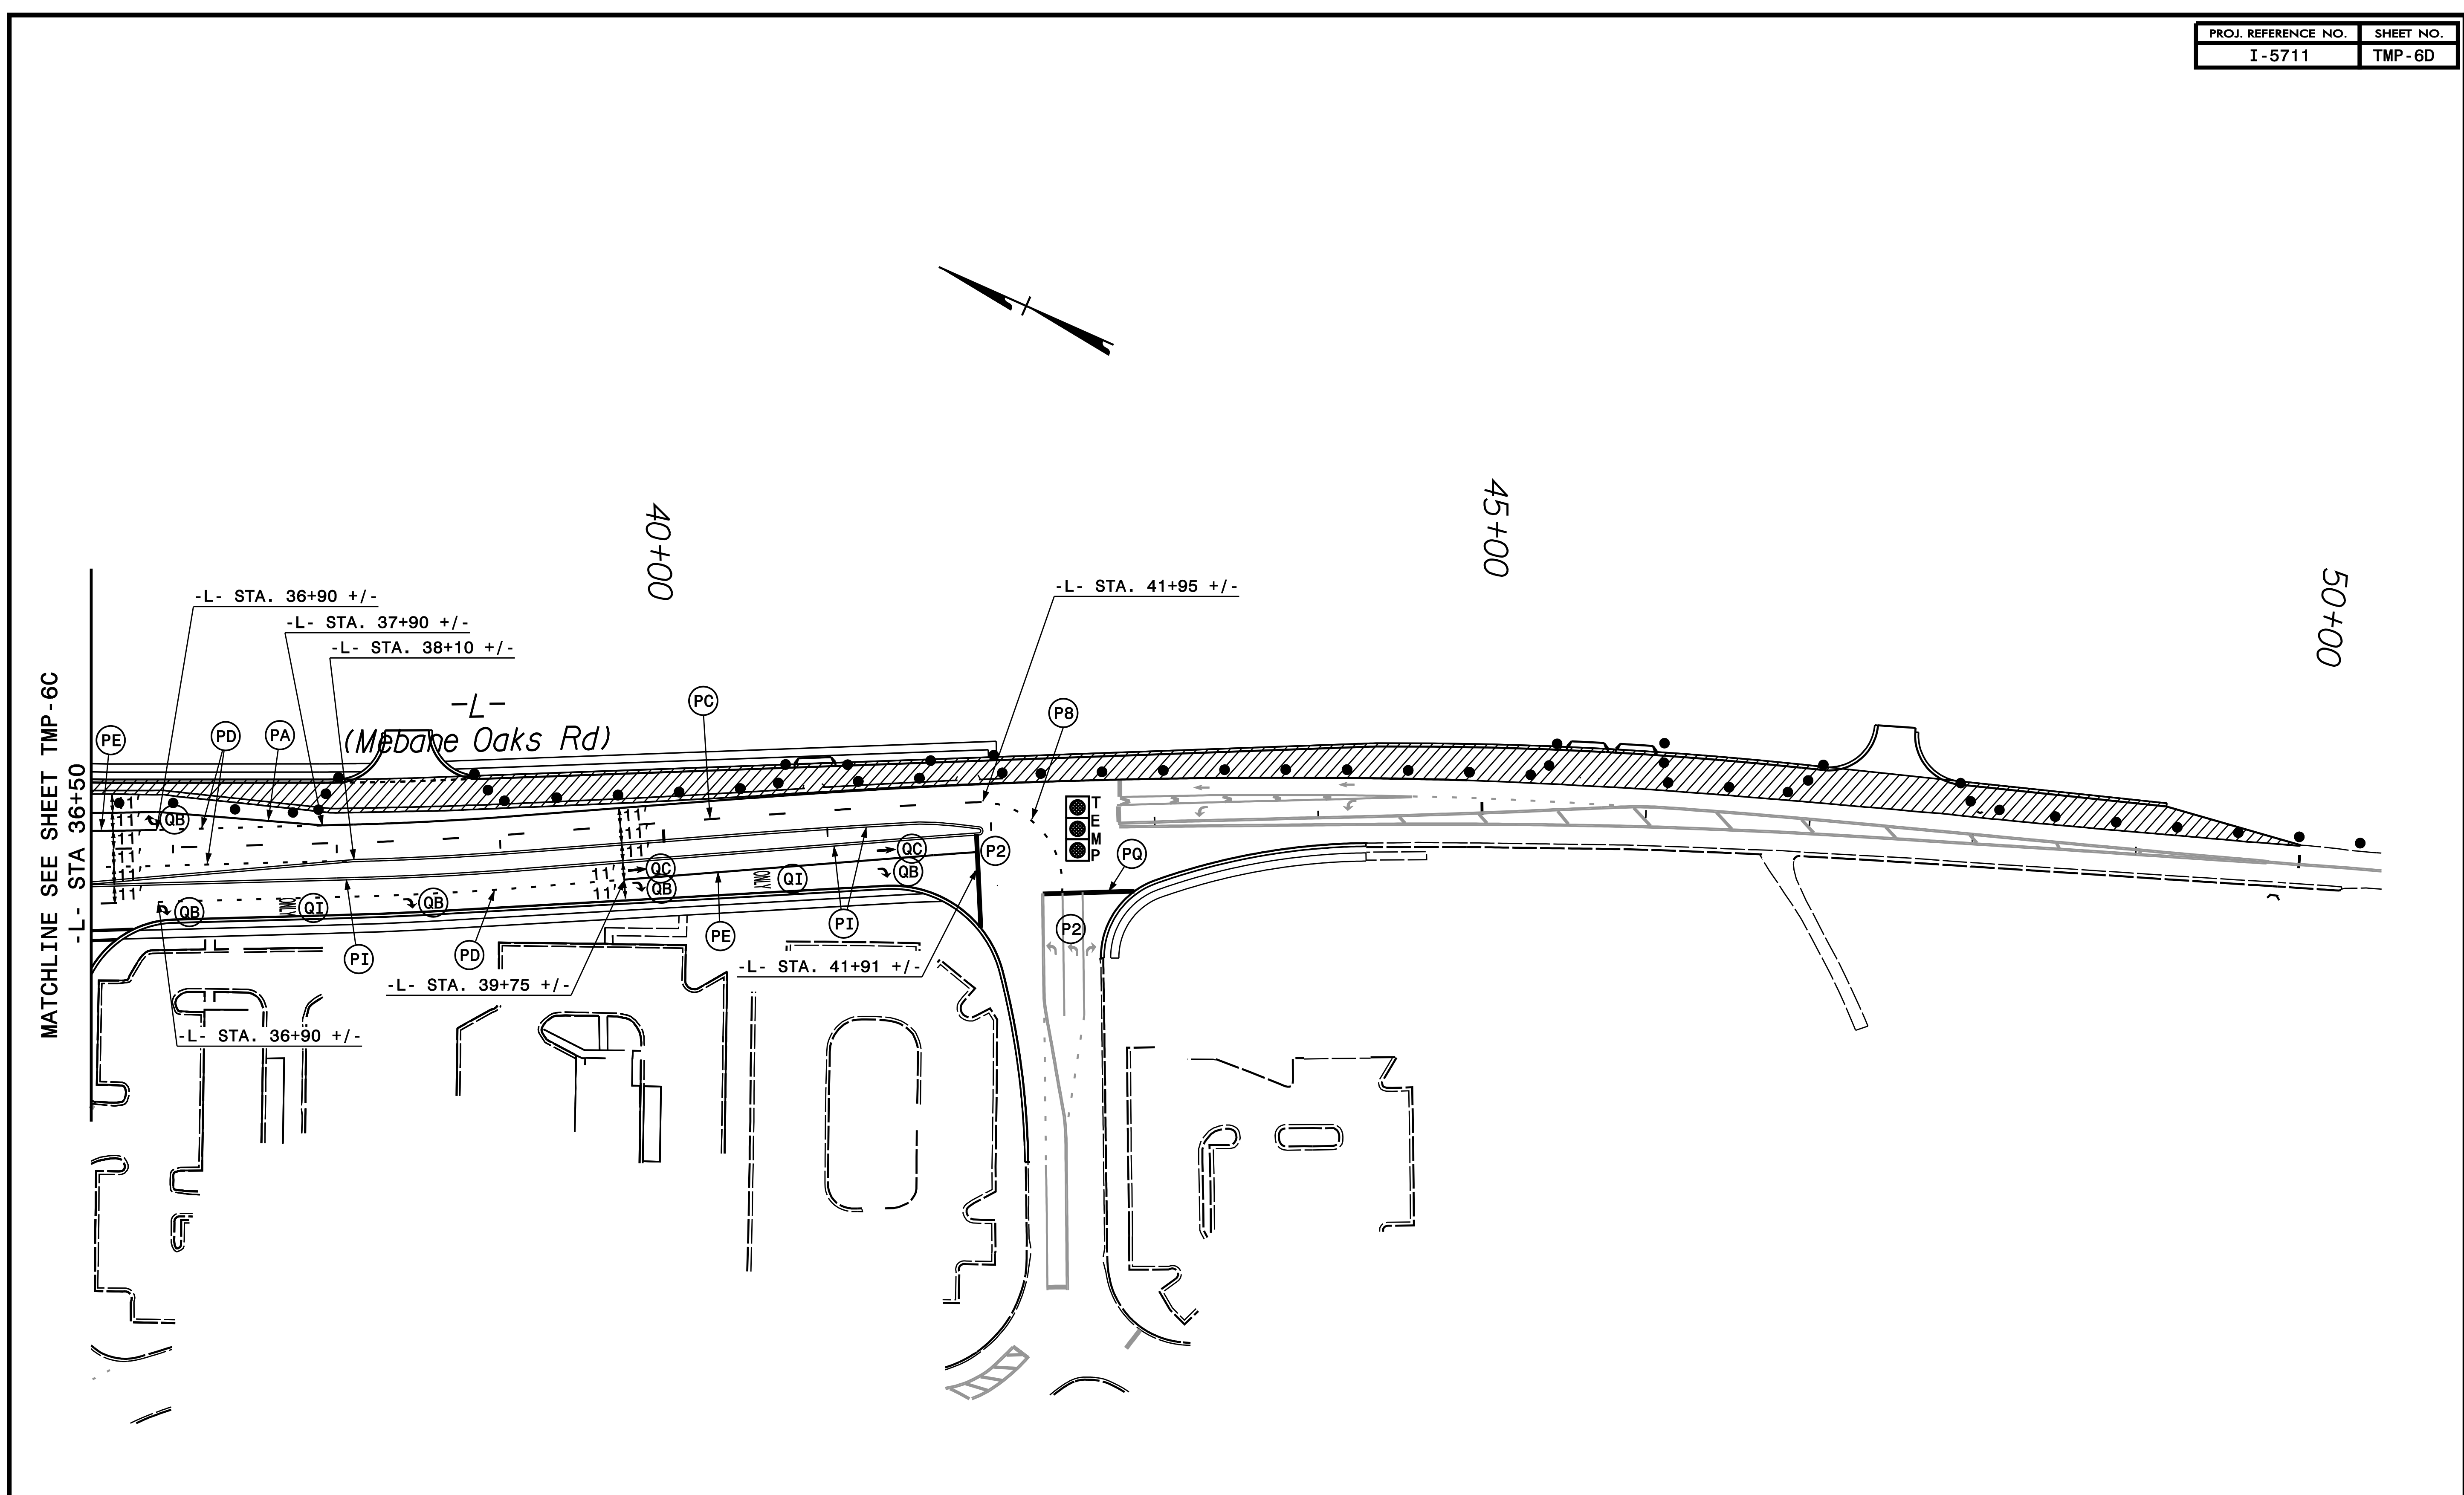 PROJ. REFERENCE NO. SHEET NO.
I-5711 TMP-6D
40+00
45+00
50+00
-L- STA. 36+90 +/-
-L- STA. 37+90 +/-
-L- STA. 38+10 +/-
-L- STA. 41+95 +/-
MATCHLINE SEE SHEET TMP-6C
-L- STA 36+50
-L-
(Mebane Oaks Rd)
PE
PD
PA
PC
P8
QB
11'
11'
11'
11'
11'
11'
11'
11'
11'
11'
TEMP
P2
PQ
QC
QC
QB
QB
QI
ONLY
QB
ONLY
QI
QB
P2
PI
PD
PE
PI
-L- STA. 39+75 +/-
-L- STA. 41+91 +/-
-L- STA. 36+90 +/-